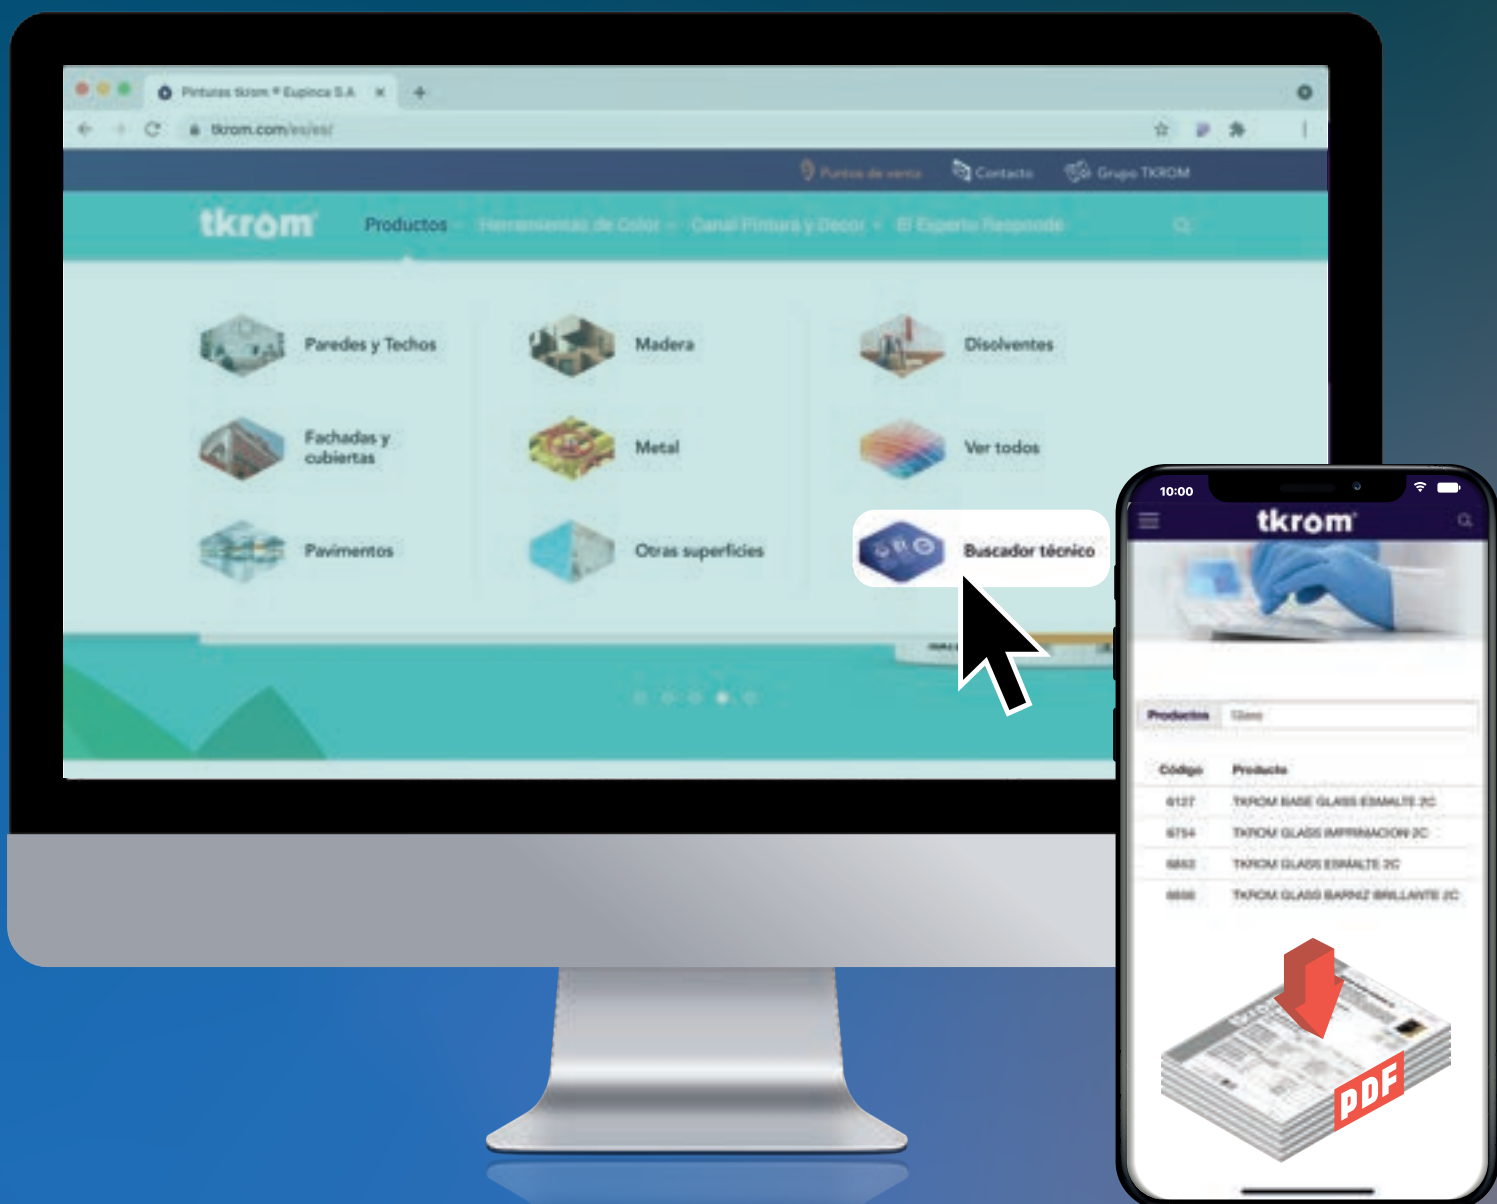 Pinturas tkrom ® Eupinca S.A
tkrom.com/es/es/
Puntos de venta
Contacto
Grupo TKROM
tkrom
Productos
Herramientas de Color
Canal Pintura y Decor
El Experto Responde
Paredes y Techos
Madera
Disolventes
Fachadas y
cubiertas
Metal
Ver todos
Pavimentos
Otras superficies
Buscador técnico
10:00
tkrom
Productos
Glass
Código Producto
6127 TKROM BASE GLASS ESMALTE 2C
6754 TKROM GLASS IMPRIMACION 2C
TKROM GLASS ESMALTE 2C
TKROM GLASS BARNIZ BRILLANTE 2C
PDF